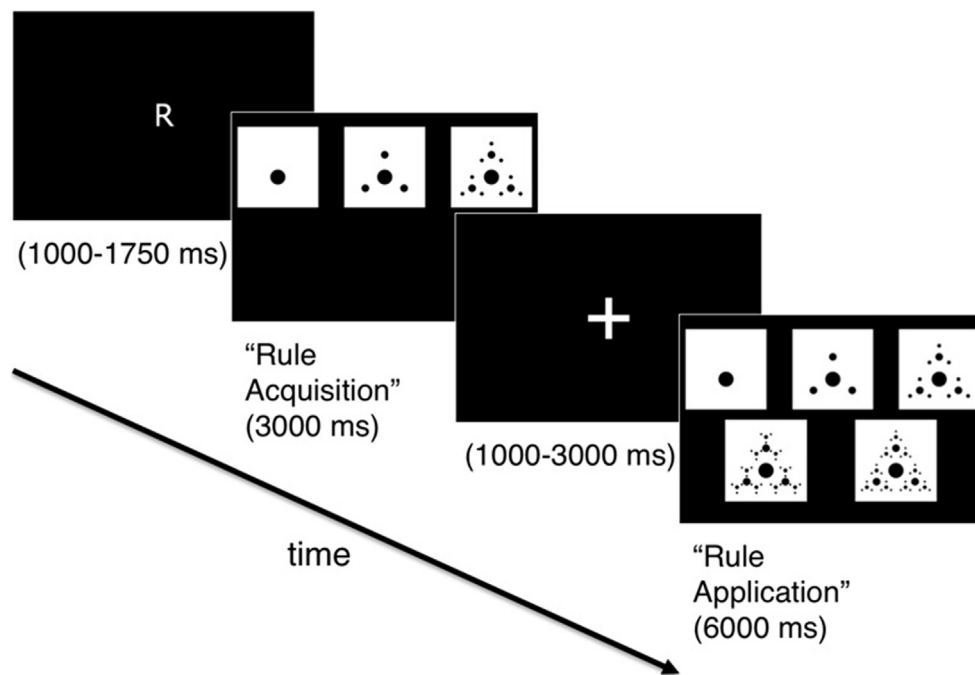 R
(1000-1750 ms)
“Rule
Acquisition”
(3000 ms)
(1000-3000 ms)
“Rule
Application”
(6000 ms)
time